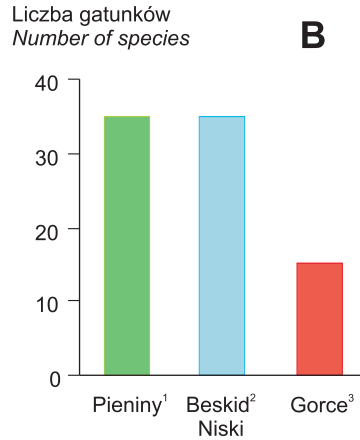 Liczba gatunków
Number of species
B
40
30
20
10
0
Pieniny¹ Beskid² Gorce³
Niski